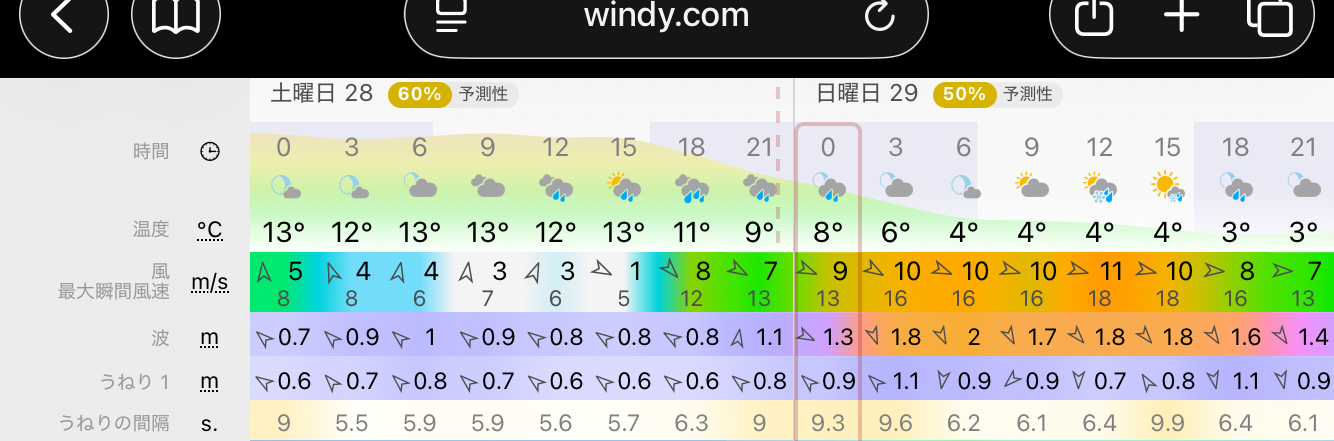 windy.com
土曜日 28 60% 予測性 日曜日 29 50% 予測性
時間 0 3 6 9 12 15 18 21 0 3 6 9 12 15 18 21
温度 °C 13° 12° 13° 13° 12° 13° 11° 9° 8° 6° 4° 4° 4° 4° 3° 3°
風 5 4 4 3 3 1 8 7 9 10 10 10 11 10 8 7
最大瞬間風速 m/s 8 8 6 7 6 5 12 13 13 16 16 16 18 18 16 13
波 m 0.7 0.9 1 0.9 0.8 0.8 0.8 1.1 1.3 1.8 2 1.7 1.8 1.8 1.6 1.4
うねり 1 m 0.6 0.7 0.8 0.7 0.6 0.6 0.6 0.8 0.9 1.1 0.9 0.9 0.7 0.8 1.1 0.9
うねりの間隔 s. 9 5.5 5.9 5.9 5.6 5.7 6.3 9 9.3 9.6 6.2 6.1 6.4 9.9 6.4 6.1